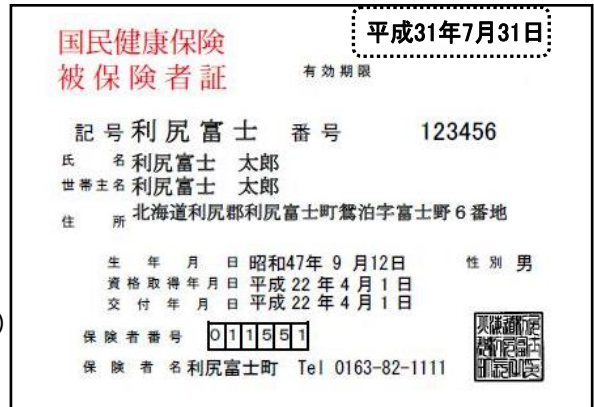 平成31年7月31日
国民健康保険
被保険者証
有効期限
記号 利尻富士 番号 123456
氏名 利尻富士 太郎
世帯主名 利尻富士 太郎
住所 北海道利尻郡利尻富士町鴛泊字富士野6番地
生年月日 昭和47年9月12日 性別 男
資格取得年月日 平成22年4月1日
交付年月日 平成22年4月1日
)
保険者番号 011551
保険者名 利尻富士町 Tel 0163-82-1111